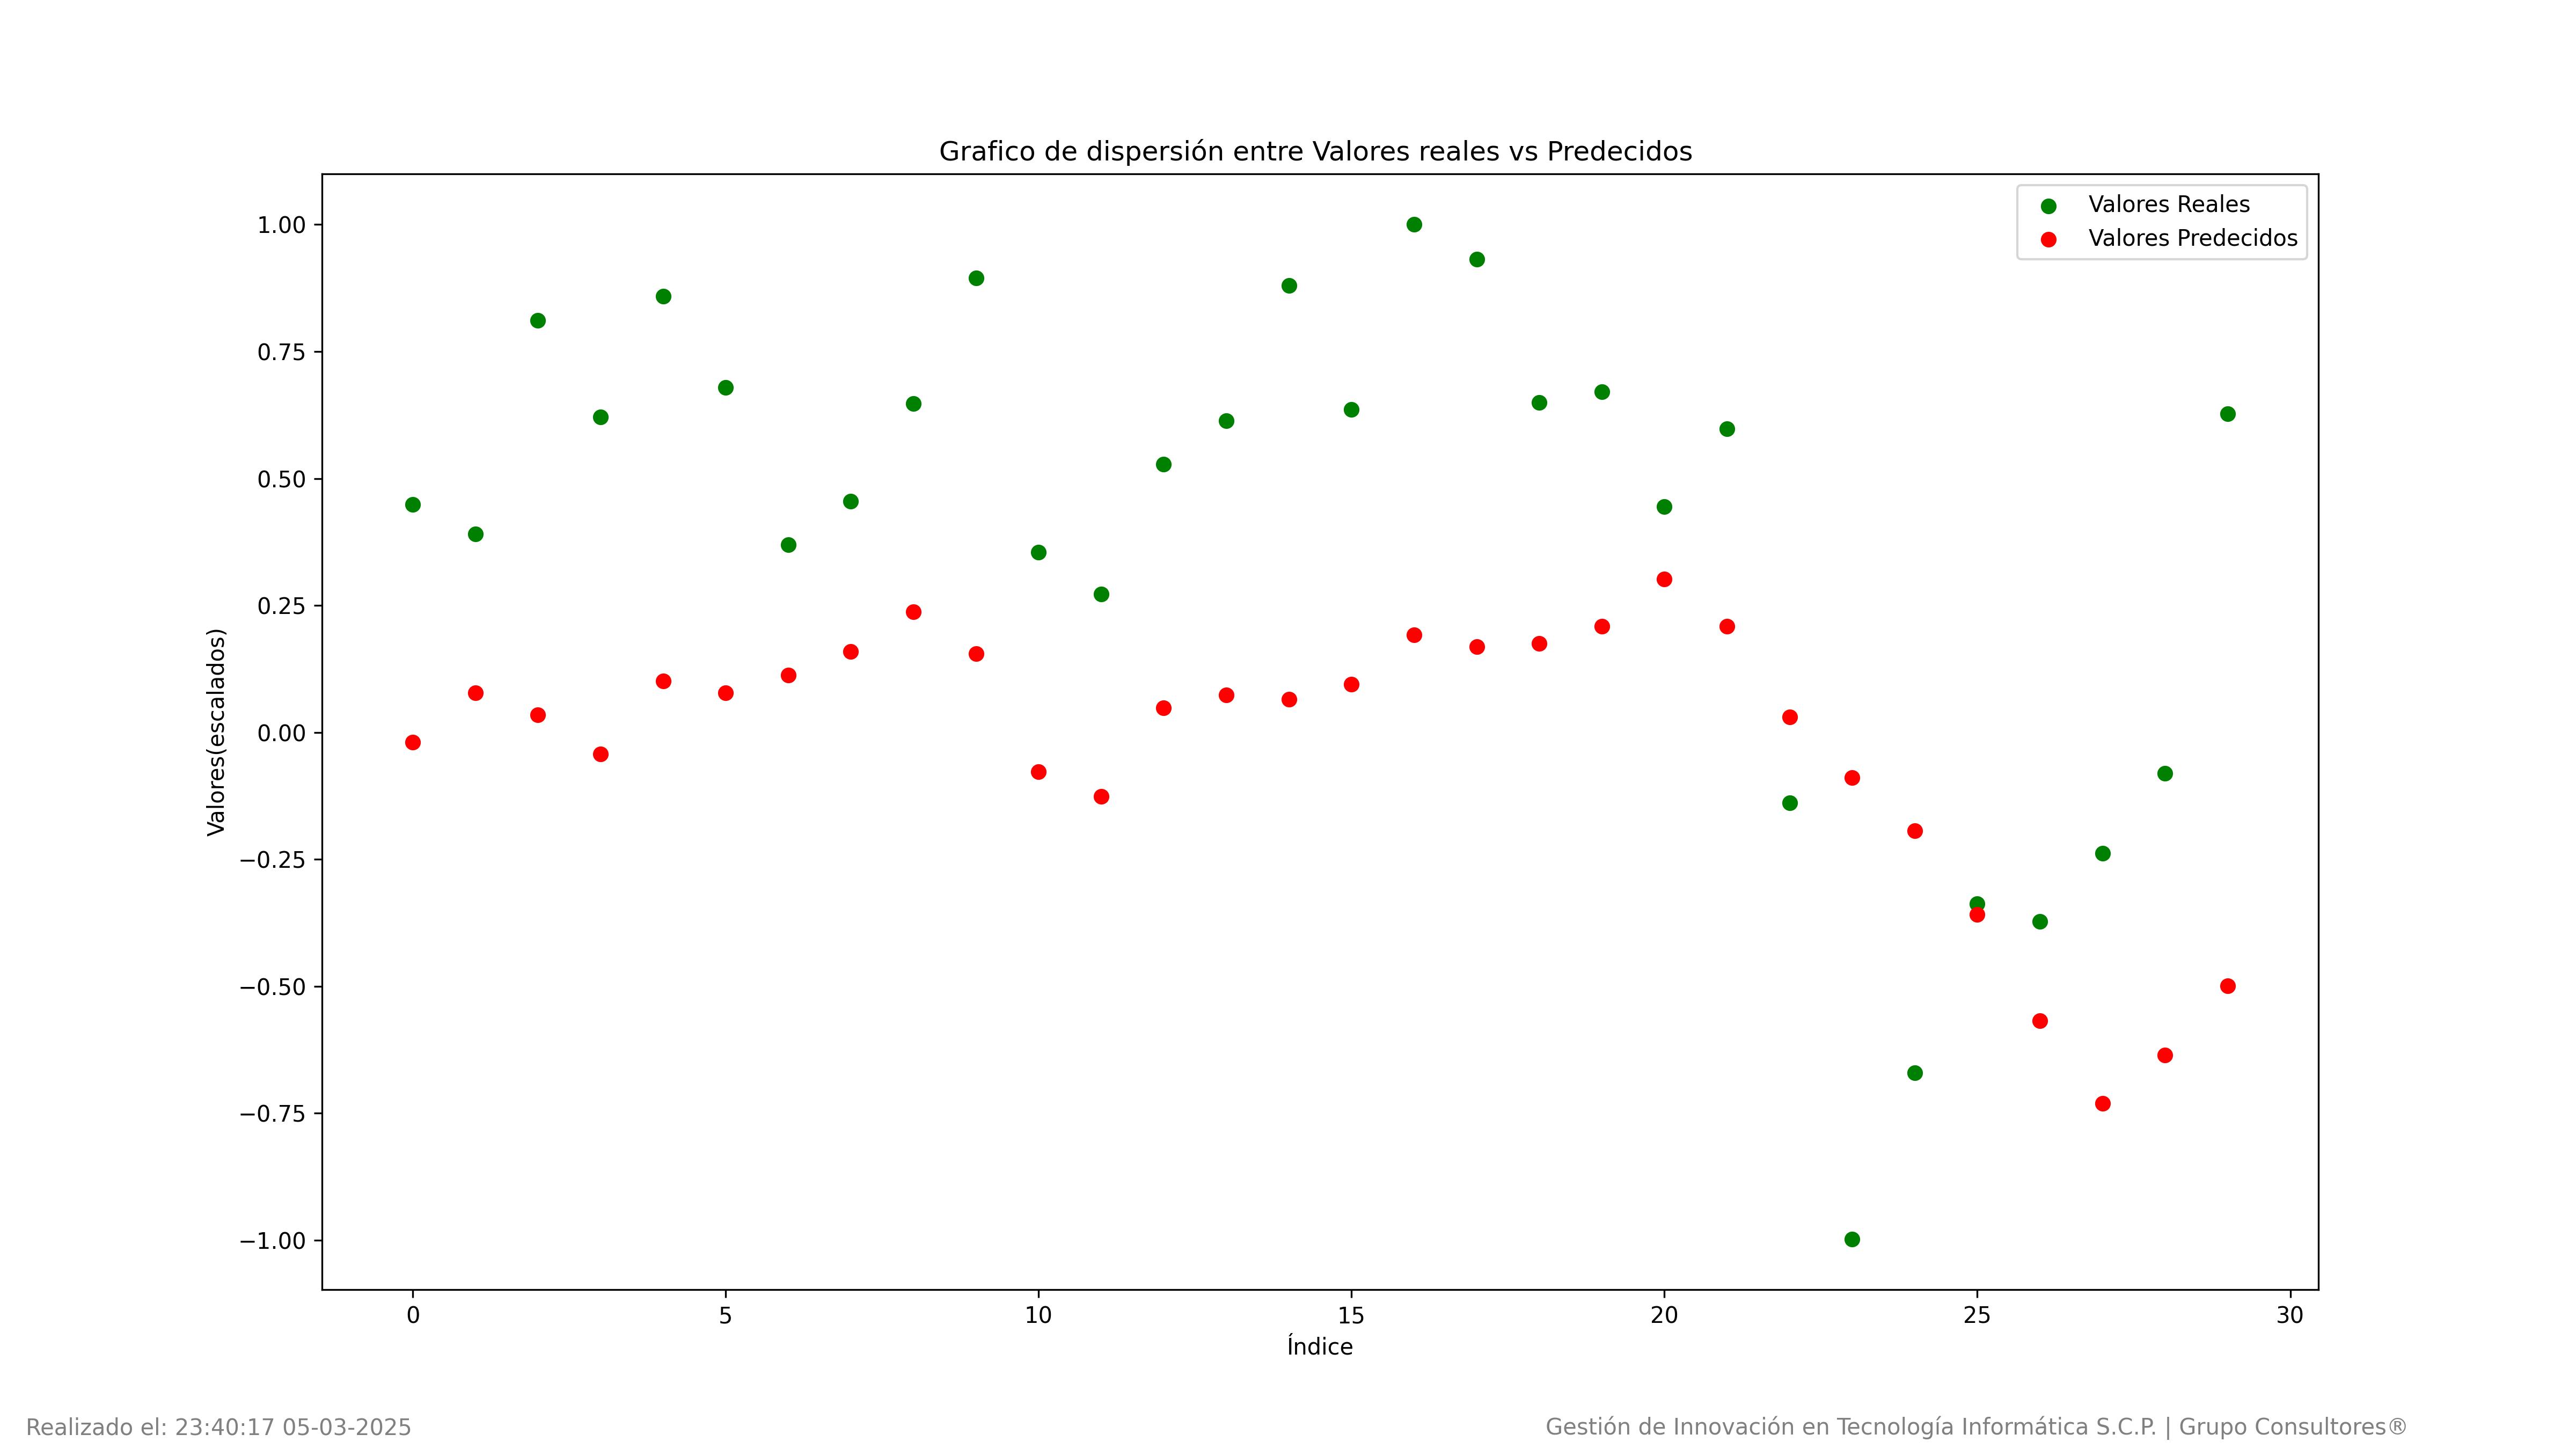 Grafico de dispersión entre Valores reales vs Predecidos
Valores Reales
Valores Predecidos
1.00
0.75
0.50
0.25
0.00
−0.25
−0.50
−0.75
−1.00
Valores(escalados)
0 5 10 15 20 25 30
Índice
Realizado el: 23:40:17 05-03-2025
Gestión de Innovación en Tecnología Informática S.C.P. | Grupo Consultores®